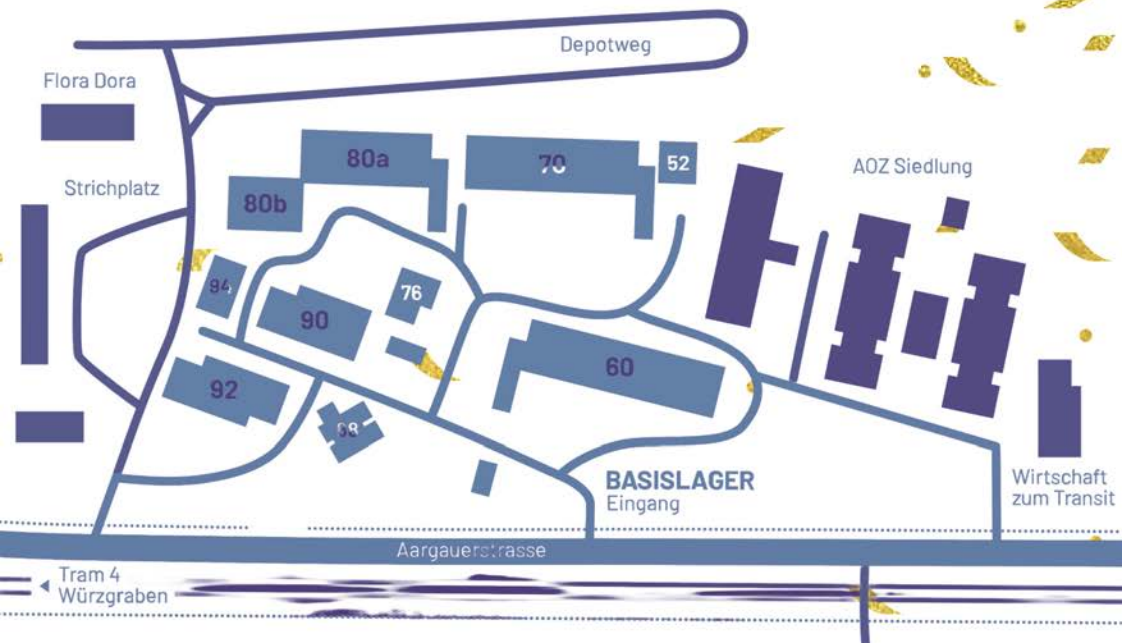 Depotweg
Flora Dora
80a
70
52
AOZ Siedlung
Strichplatz
80b
94
76
90
60
92
BASISLAGER
Eingang
Wirtschaft
zum Transit
Aargauerstrasse
Tram 4
Würzgraben